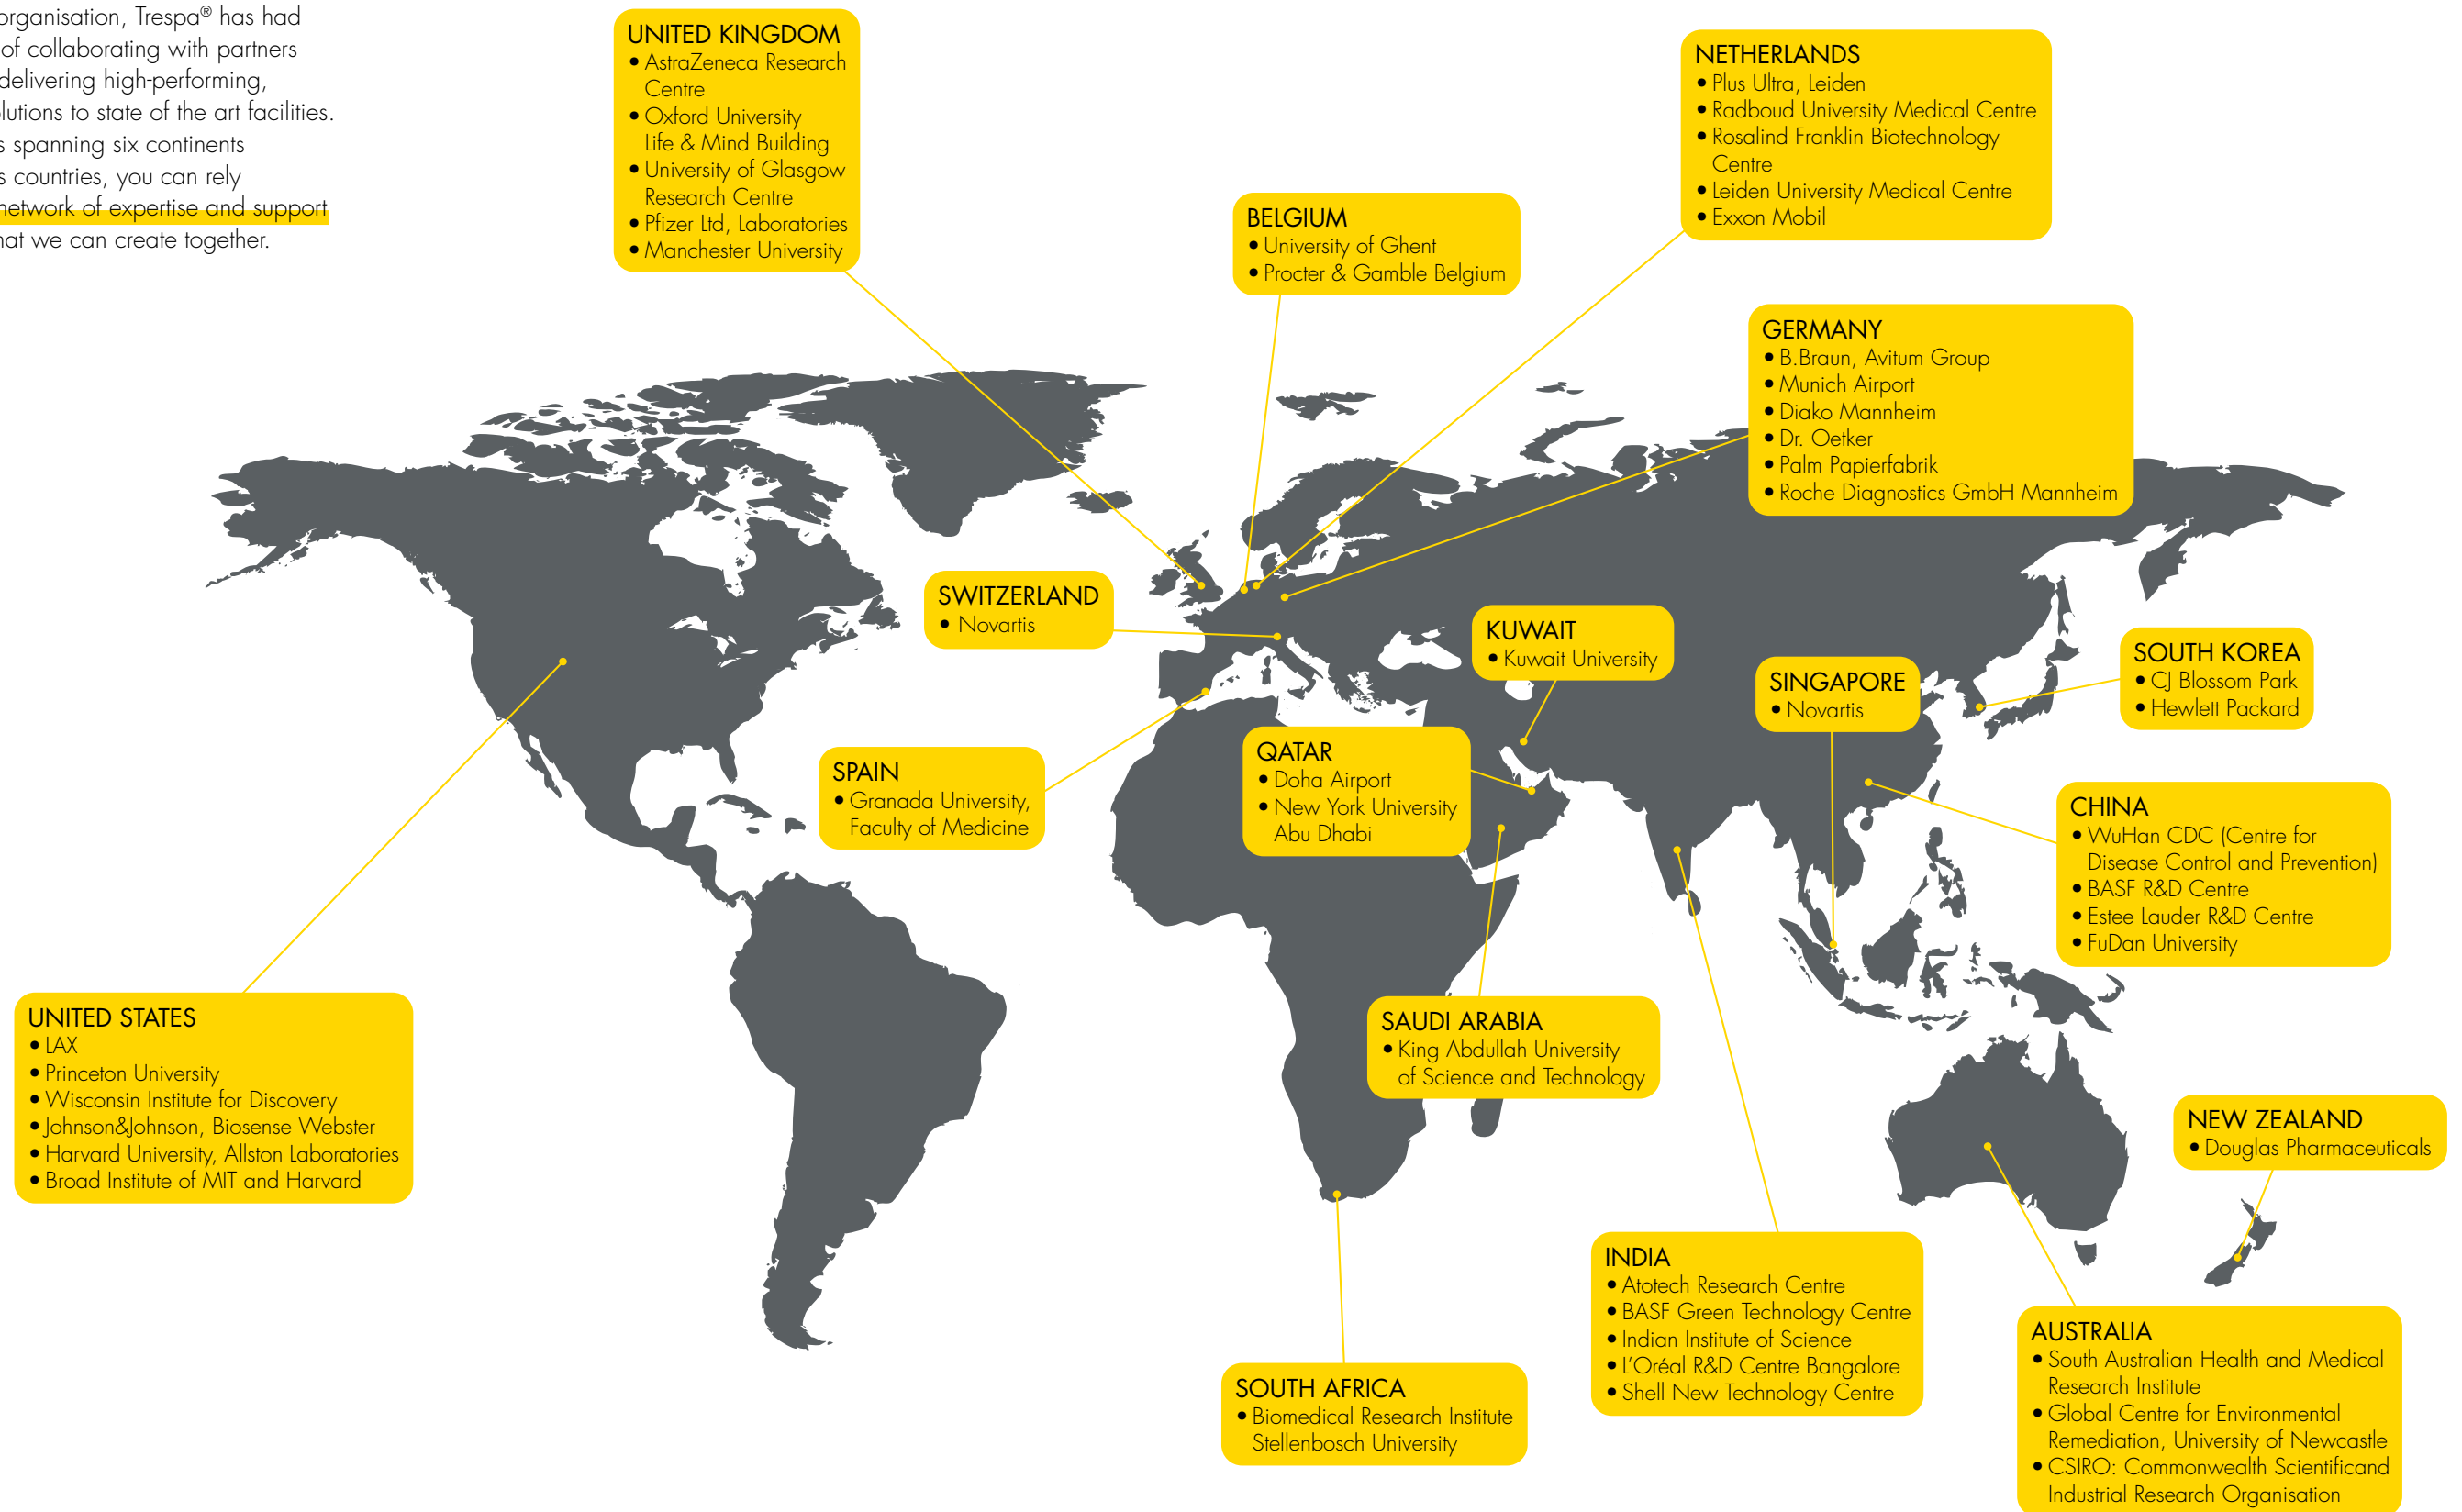 organisation, Trespa® has had
of collaborating with partners
delivering high-performing,
lutions to state of the art facilities.
s spanning six continents
s countries, you can rely
network of expertise and support
hat we can create together.
UNITED KINGDOM
• AstraZeneca Research
Centre
• Oxford University
Life & Mind Building
• University of Glasgow
Research Centre
• Pfizer Ltd, Laboratories
• Manchester University
BELGIUM
• University of Ghent
• Procter & Gamble Belgium
NETHERLANDS
• Plus Ultra, Leiden
• Radboud University Medical Centre
• Rosalind Franklin Biotechnology
Centre
• Leiden University Medical Centre
• Exxon Mobil
GERMANY
• B.Braun, Avitum Group
• Munich Airport
• Diako Mannheim
• Dr. Oetker
• Palm Papierfabrik
• Roche Diagnostics GmbH Mannheim
SWITZERLAND
• Novartis
KUWAIT
• Kuwait University
SINGAPORE
• Novartis
SOUTH KOREA
• CJ Blossom Park
• Hewlett Packard
SPAIN
• Granada University,
Faculty of Medicine
QATAR
• Doha Airport
• New York University
Abu Dhabi
CHINA
• WuHan CDC (Centre for
Disease Control and Prevention)
• BASF R&D Centre
• Estee Lauder R&D Centre
• FuDan University
UNITED STATES
• LAX
• Princeton University
• Wisconsin Institute for Discovery
• Johnson&Johnson, Biosense Webster
• Harvard University, Allston Laboratories
• Broad Institute of MIT and Harvard
SAUDI ARABIA
• King Abdullah University
of Science and Technology
NEW ZEALAND
• Douglas Pharmaceuticals
INDIA
• Atotech Research Centre
• BASF Green Technology Centre
• Indian Institute of Science
• L'Oréal R&D Centre Bangalore
• Shell New Technology Centre
SOUTH AFRICA
• Biomedical Research Institute
Stellenbosch University
AUSTRALIA
• South Australian Health and Medical
Research Institute
• Global Centre for Environmental
Remediation, University of Newcastle
• CSIRO: Commonwealth Scientificand
Industrial Research Organisation